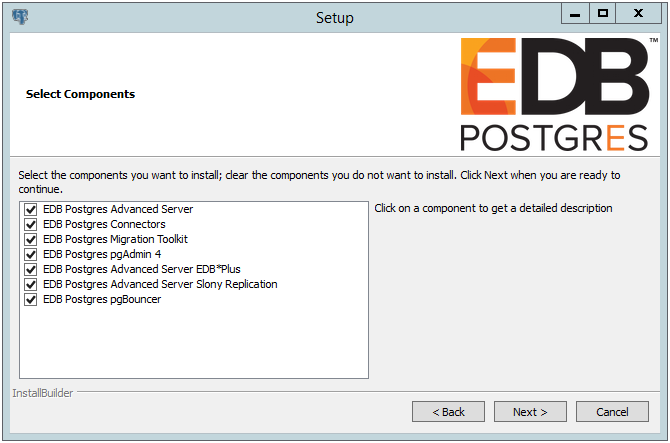 Setup
EDB™
POSTGRES
Select Components
Select the components you want to install; clear the components you do not want to install. Click Next when you are ready to
continue.
EDB Postgres Advanced Server
EDB Postgres Connectors
EDB Postgres Migration Toolkit
EDB Postgres pgAdmin 4
EDB Postgres Advanced Server EDB*Plus
EDB Postgres Advanced Server Slony Replication
EDB Postgres pgBouncer
Click on a component to get a detailed description
InstallBuilder
< Back
Next >
Cancel